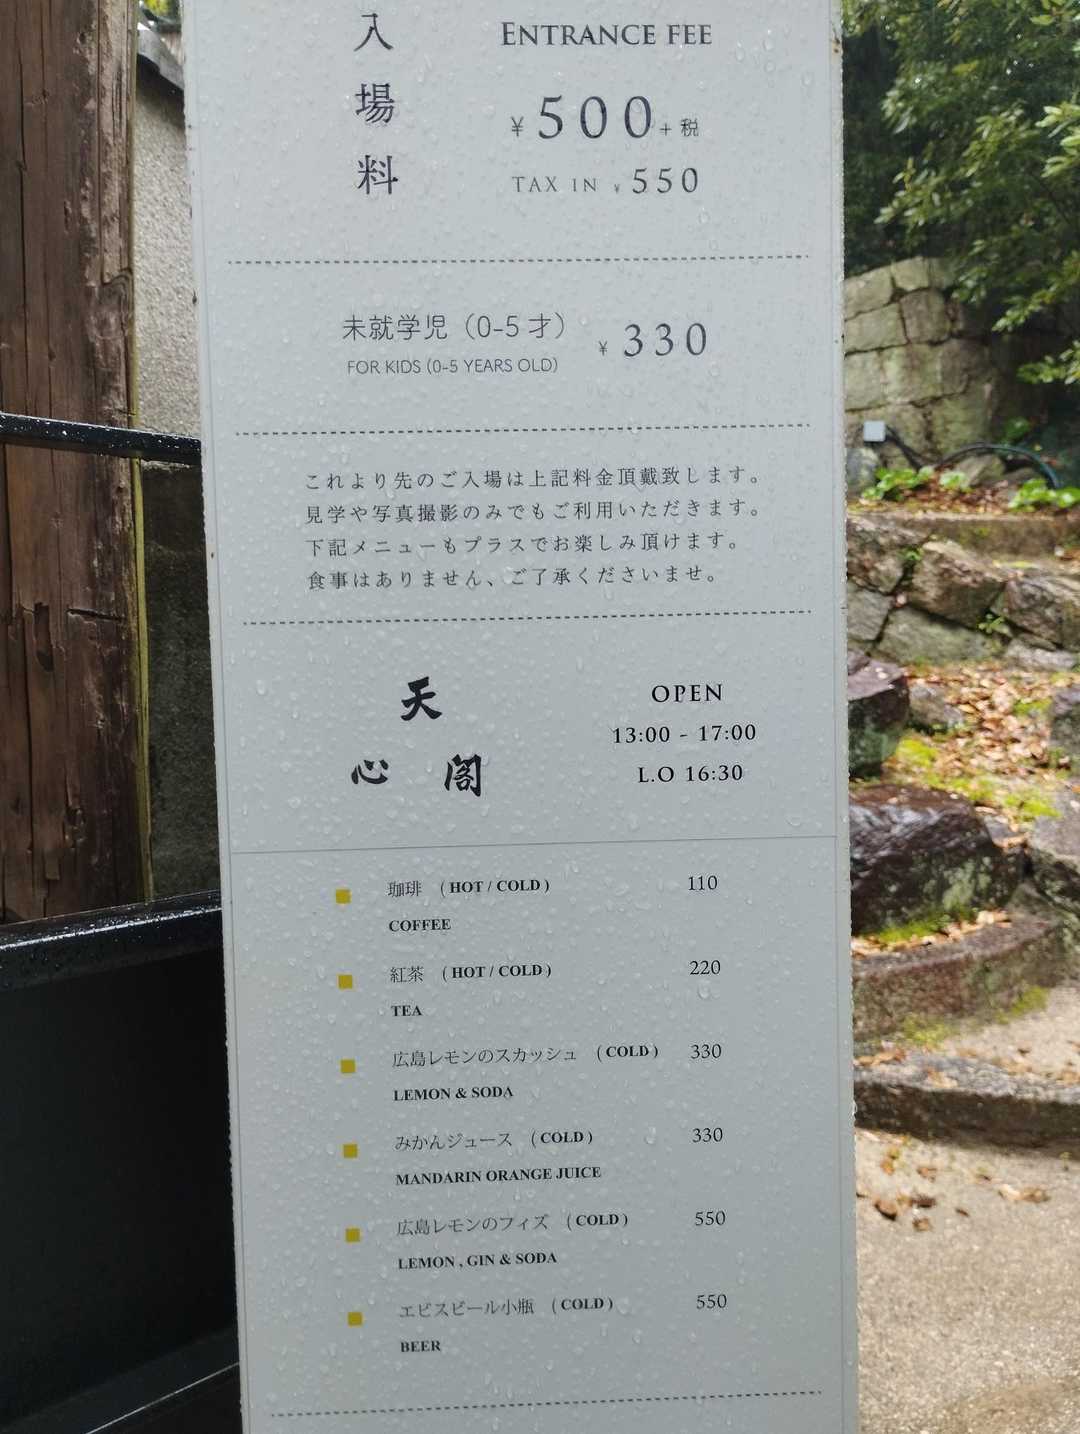 入場料
ENTRANCE FEE
¥500+税
TAX IN ¥550
未就学児（0-5才） ¥330
FOR KIDS (0-5 YEARS OLD)
これより先のご入場は上記料金頂戴致します。
見学や写真撮影のみでもご利用いただきます。
下記メニューもプラスでお楽しみ頂けます。
食事はありません、ご了承くださいませ。
天心閣
OPEN
13:00 - 17:00
L.O 16:30
珈琲 (HOT / COLD) 110
COFFEE
紅茶 (HOT / COLD) 220
TEA
広島レモンのスカッシュ (COLD) 330
LEMON & SODA
みかんジュース (COLD) 330
MANDARIN ORANGE JUICE
広島レモンのフィズ (COLD) 550
LEMON , GIN & SODA
エビスビール小瓶 (COLD) 550
BEER